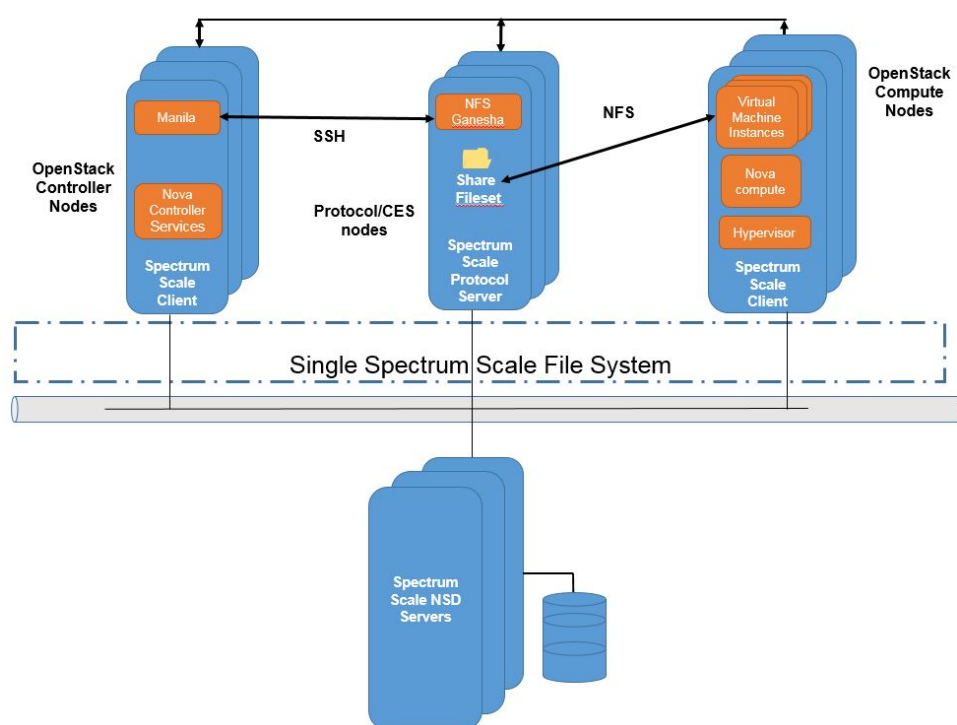 Manila
Nova
Controller
Services
Spectrum
Scale
Client
OpenStack
Controller
Nodes
SSH
NFS
Ganesha
Share
Fileset
Spectrum
Scale
Protocol
Server
Protocol/CES
nodes
NFS
Virtual
Machine
Instances
Nova
compute
Hypervisor
Spectrum
Scale
Client
OpenStack
Compute
Nodes
Single Spectrum Scale File System
Spectrum
Scale NSD
Servers